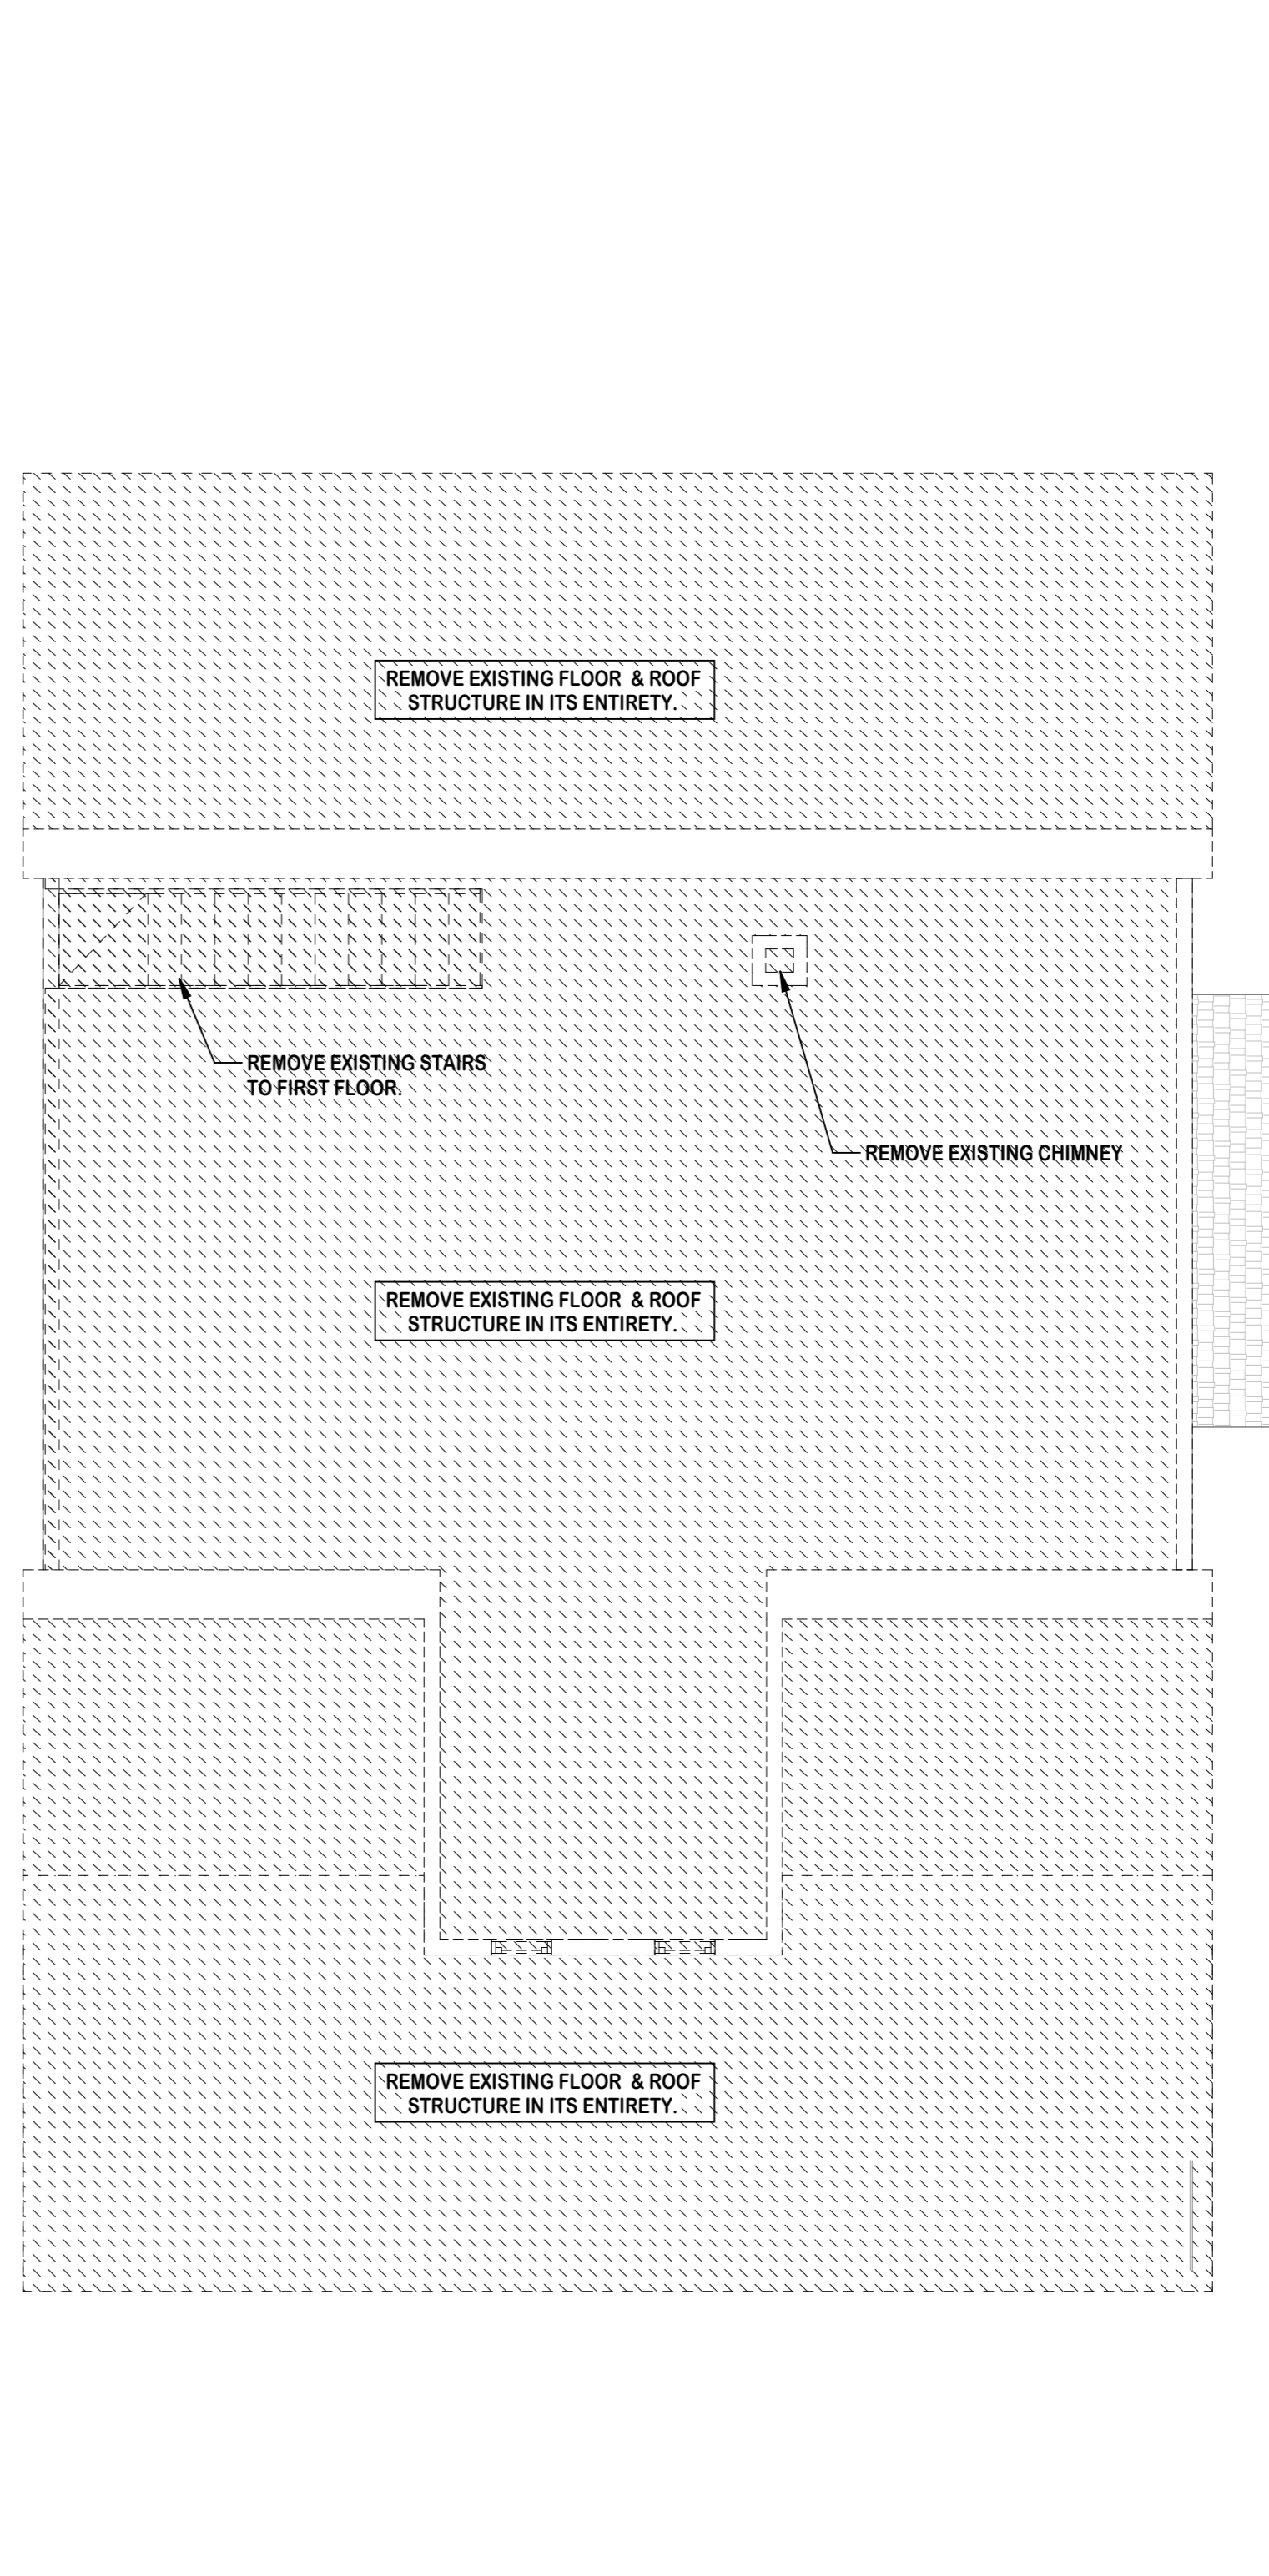 REMOVE EXISTING FLOOR & ROOF
STRUCTURE IN ITS ENTIRETY.
REMOVE EXISTING STAIRS
TO FIRST FLOOR.
REMOVE EXISTING CHIMNEY
REMOVE EXISTING FLOOR & ROOF
STRUCTURE IN ITS ENTIRETY.
REMOVE EXISTING FLOOR & ROOF
STRUCTURE IN ITS ENTIRETY.